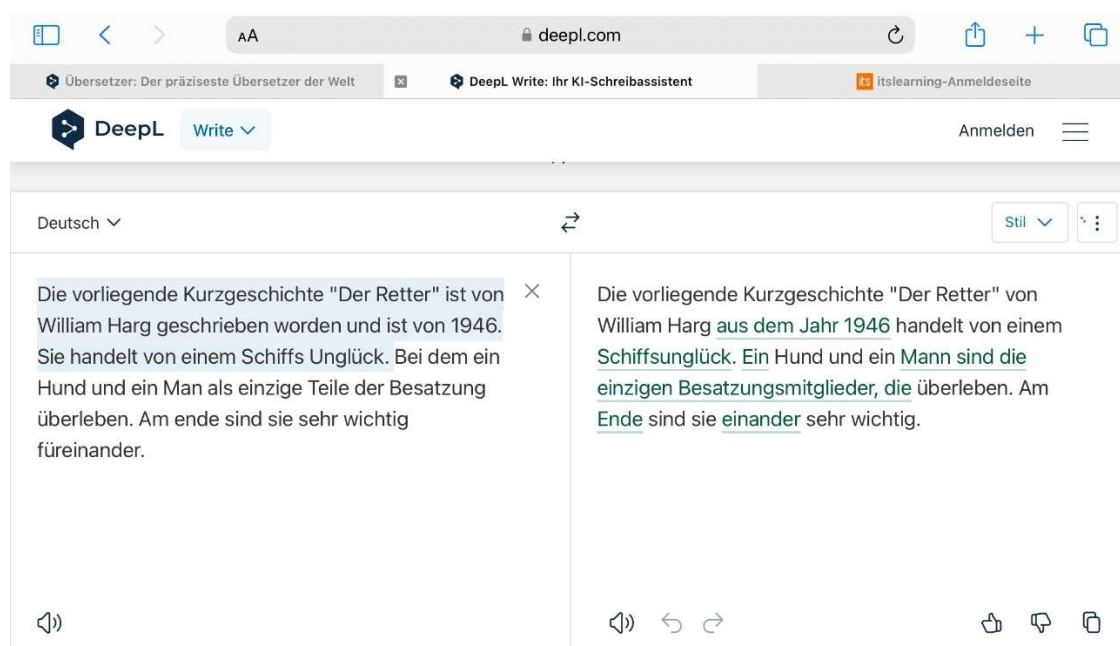 AA deepl.com
Übersetzer: Der präziseste Übersetzer der Welt
DeepL Write: Ihr KI-Schreibassistent
its itslearning-Anmeldeseite
DeepL Write Anmelden
Deutsch Stil
Die vorliegende Kurzgeschichte "Der Retter" ist von
William Harg geschrieben worden und ist von 1946.
Sie handelt von einem Schiffs Unglück. Bei dem ein
Hund und ein Man als einzige Teile der Besatzung
überleben. Am ende sind sie sehr wichtig
füreinander.
Die vorliegende Kurzgeschichte "Der Retter" von
William Harg aus dem Jahr 1946 handelt von einem
Schiffsunglück. Ein Hund und ein Mann sind die
einzigen Besatzungsmitglieder, die überleben. Am
Ende sind sie einander sehr wichtig.